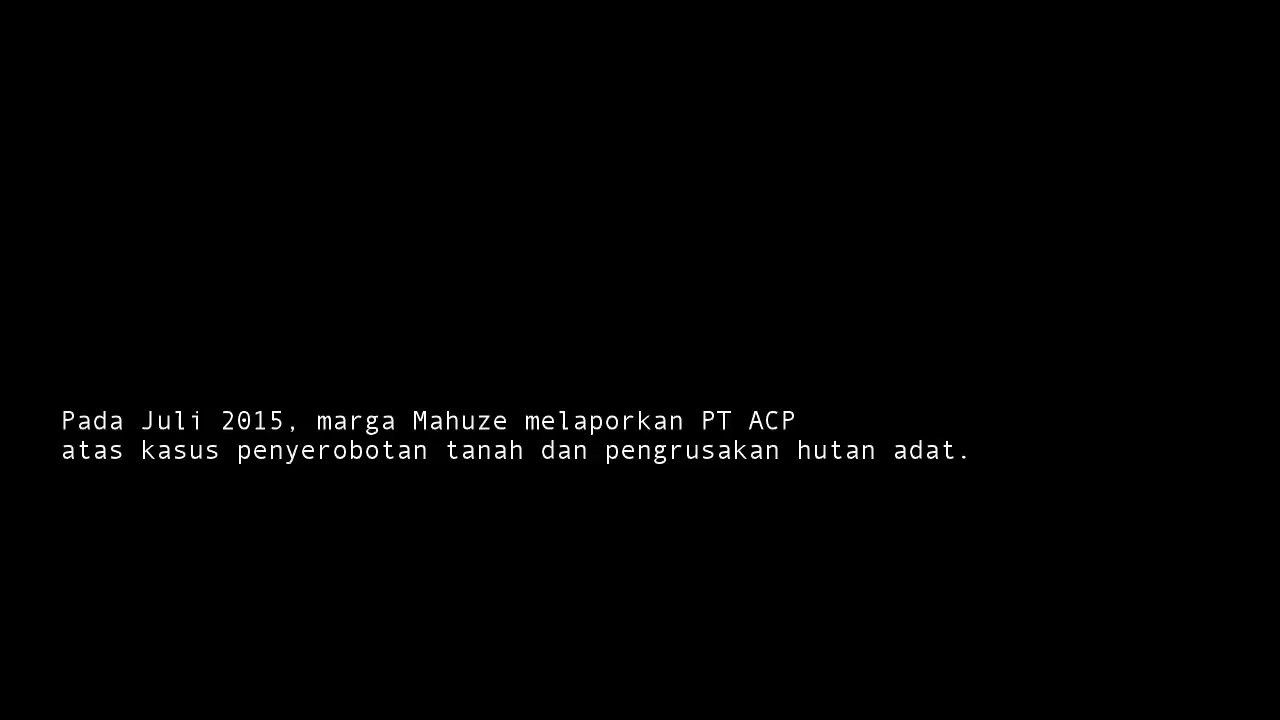 Pada Juli 2015, marga Mahuze melaporkan PT ACP
atas kasus penyerobotan tanah dan pengrusakan hutan adat.